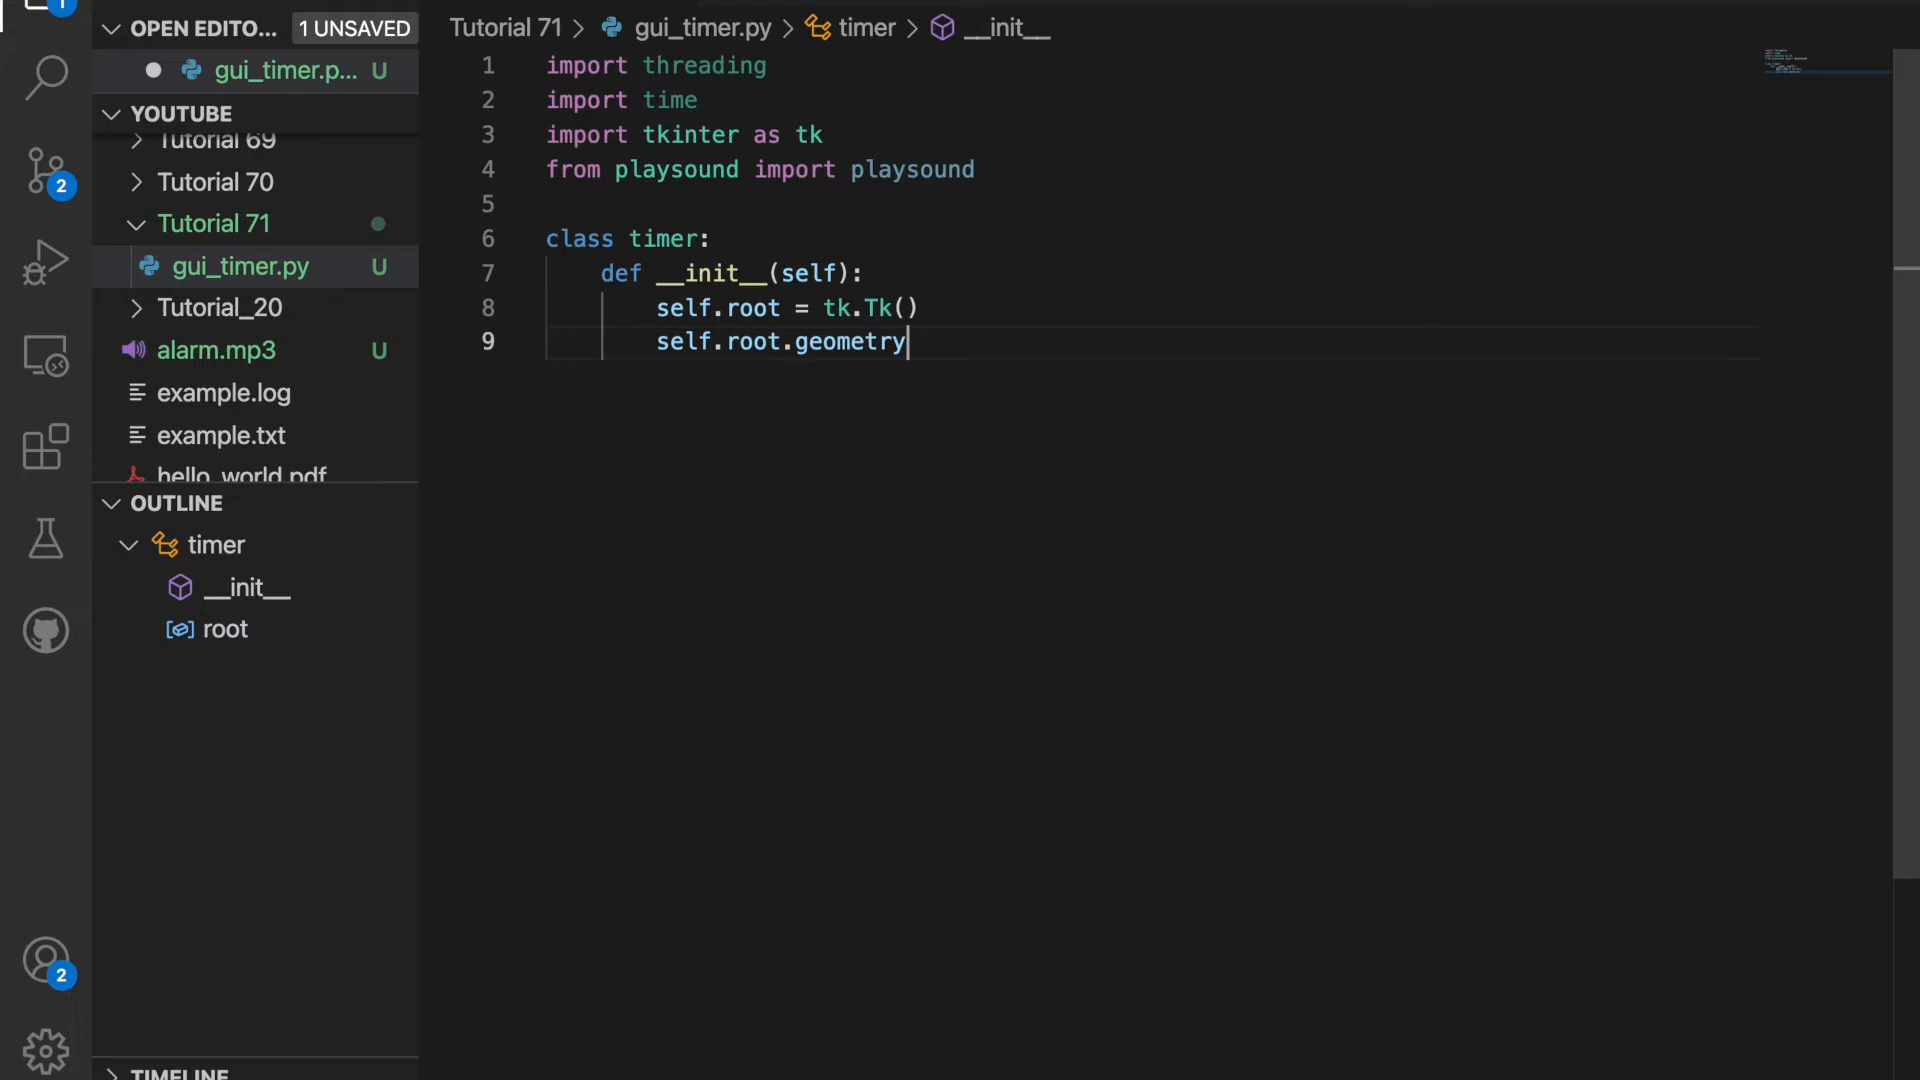 1
OPEN EDITO... 1 UNSAVED
gui_timer.p... U
YOUTUBE
Tutorial 69
Tutorial 70
Tutorial 71
gui_timer.py U
Tutorial_20
alarm.mp3 U
example.log
example.txt
hello_world.pdf
OUTLINE
timer
__init__
root
TIMELINE
2
2
Tutorial 71 > gui_timer.py > timer > __init__
1 import threading
2 import time
3 import tkinter as tk
4 from playsound import playsound
5
6 class timer:
7 def __init__(self):
8 self.root = tk.Tk()
9 self.root.geometry